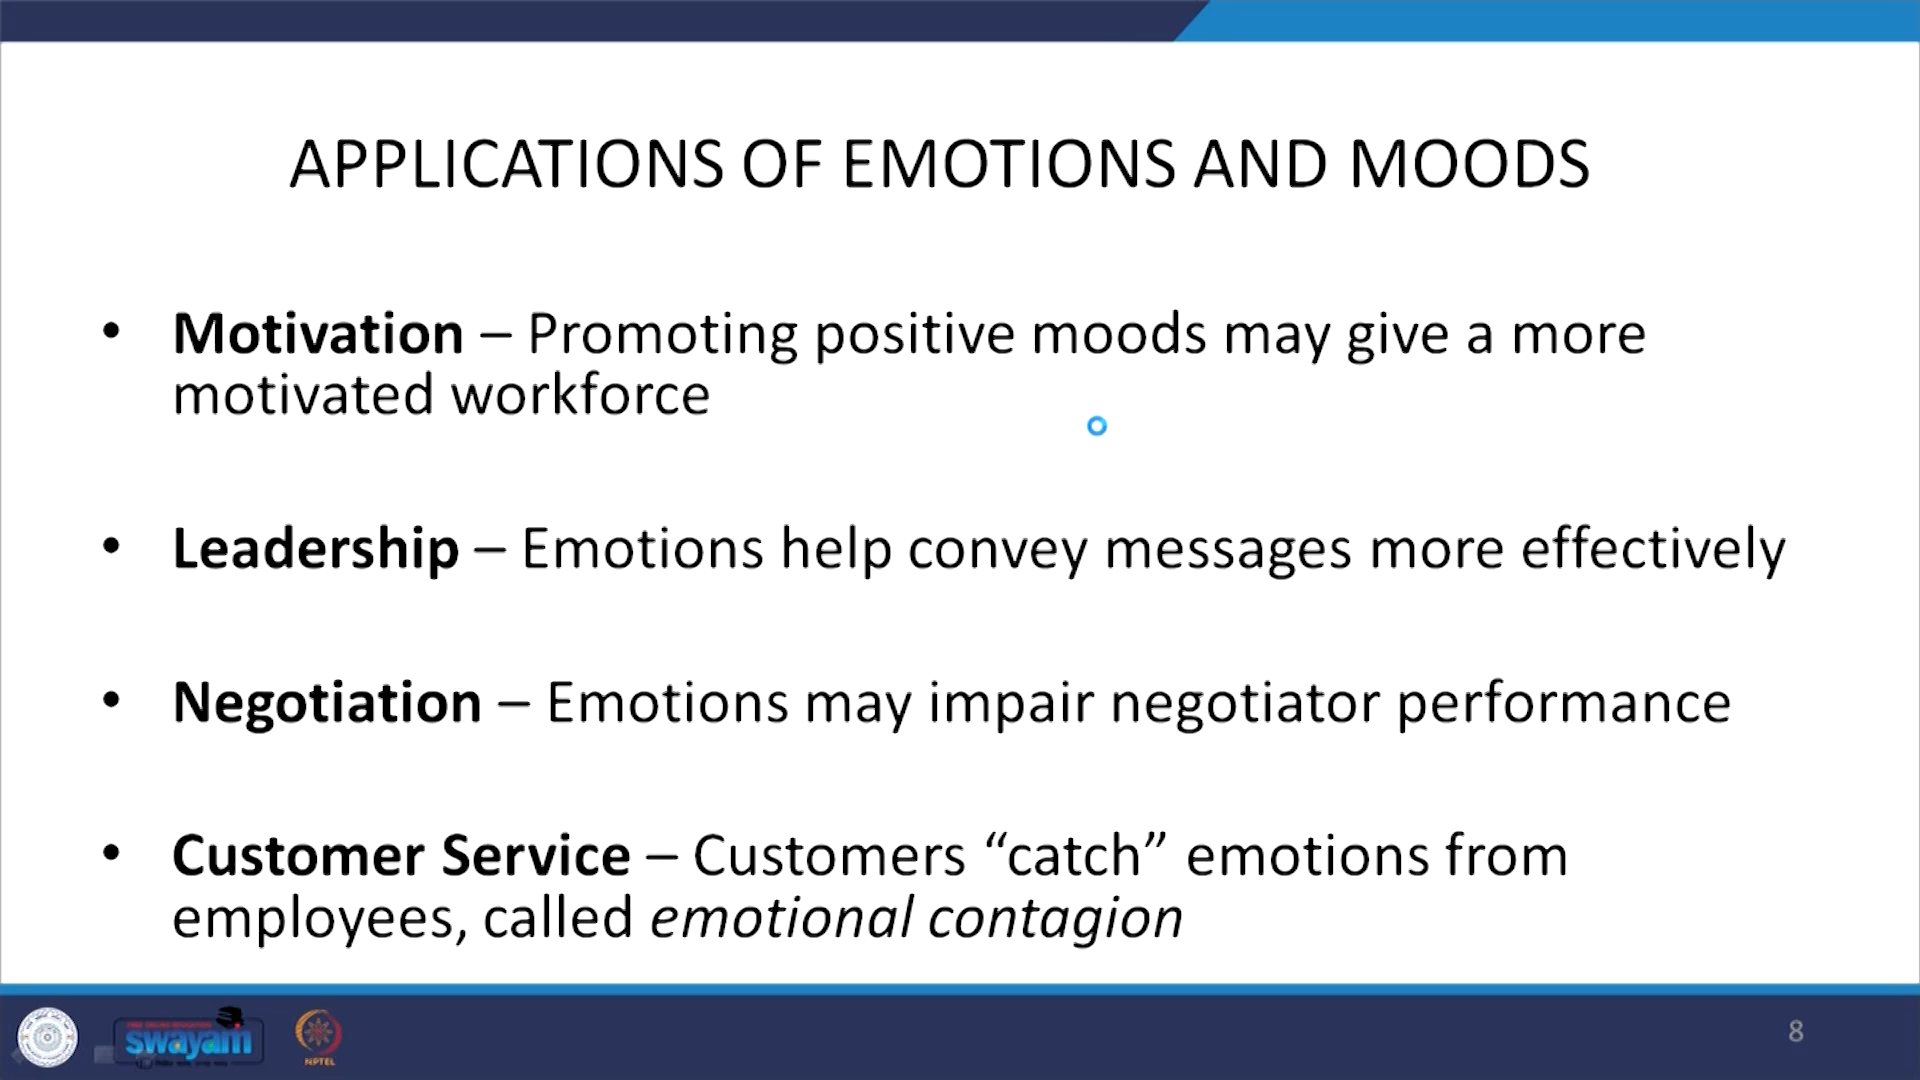 APPLICATIONS OF EMOTIONS AND MOODS
• Motivation – Promoting positive moods may give a more
motivated workforce
• Leadership – Emotions help convey messages more effectively
• Negotiation – Emotions may impair negotiator performance
• Customer Service – Customers “catch” emotions from
employees, called emotional contagion
swayam
NPTEL
8